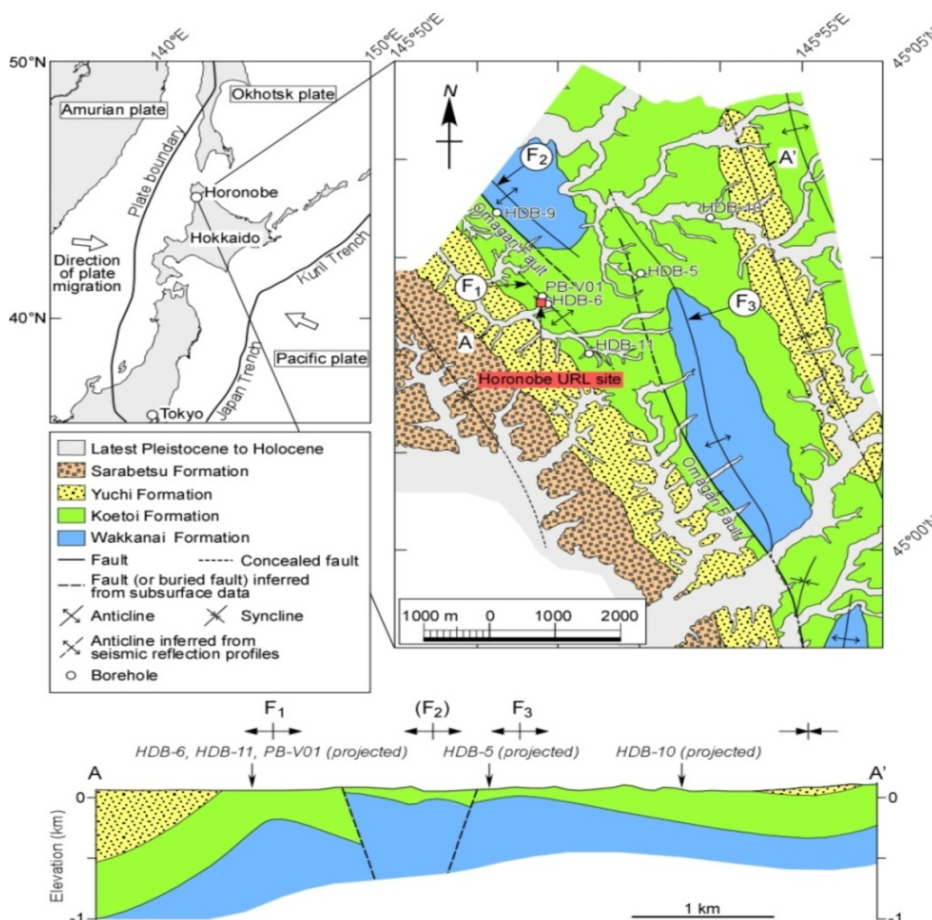 140°E
150°E
50°N
40°N
Amurian plate
Okhotsk plate
Plate boundary
Horonobe
Hokkaido
Direction
of plate
migration
Kuril Trench
Japan Trench
Pacific plate
Tokyo
145°50'E
145°55'E
45°05'N
45°00'N
N
F2
A'
HDB-9
HDB-10
Omagari Fault
HDB-5
F1
PB-V01
HDB-6
F3
A
HDB-11
Horonobe URL site
Omagari Fault
1000 m 0 1000 2000
Latest Pleistocene to Holocene
Sarabetsu Formation
Yuchi Formation
Koetoi Formation
Wakkanai Formation
Fault
Concealed fault
Fault (or buried fault) inferred
from subsurface data
Anticline
Syncline
Anticline inferred from
seismic reflection profiles
Borehole
F1 (F2) F3
HDB-6, HDB-11, PB-V01 (projected) HDB-5 (projected) HDB-10 (projected)
A A'
0 0
Elevation (km)
-1 -1
1 km